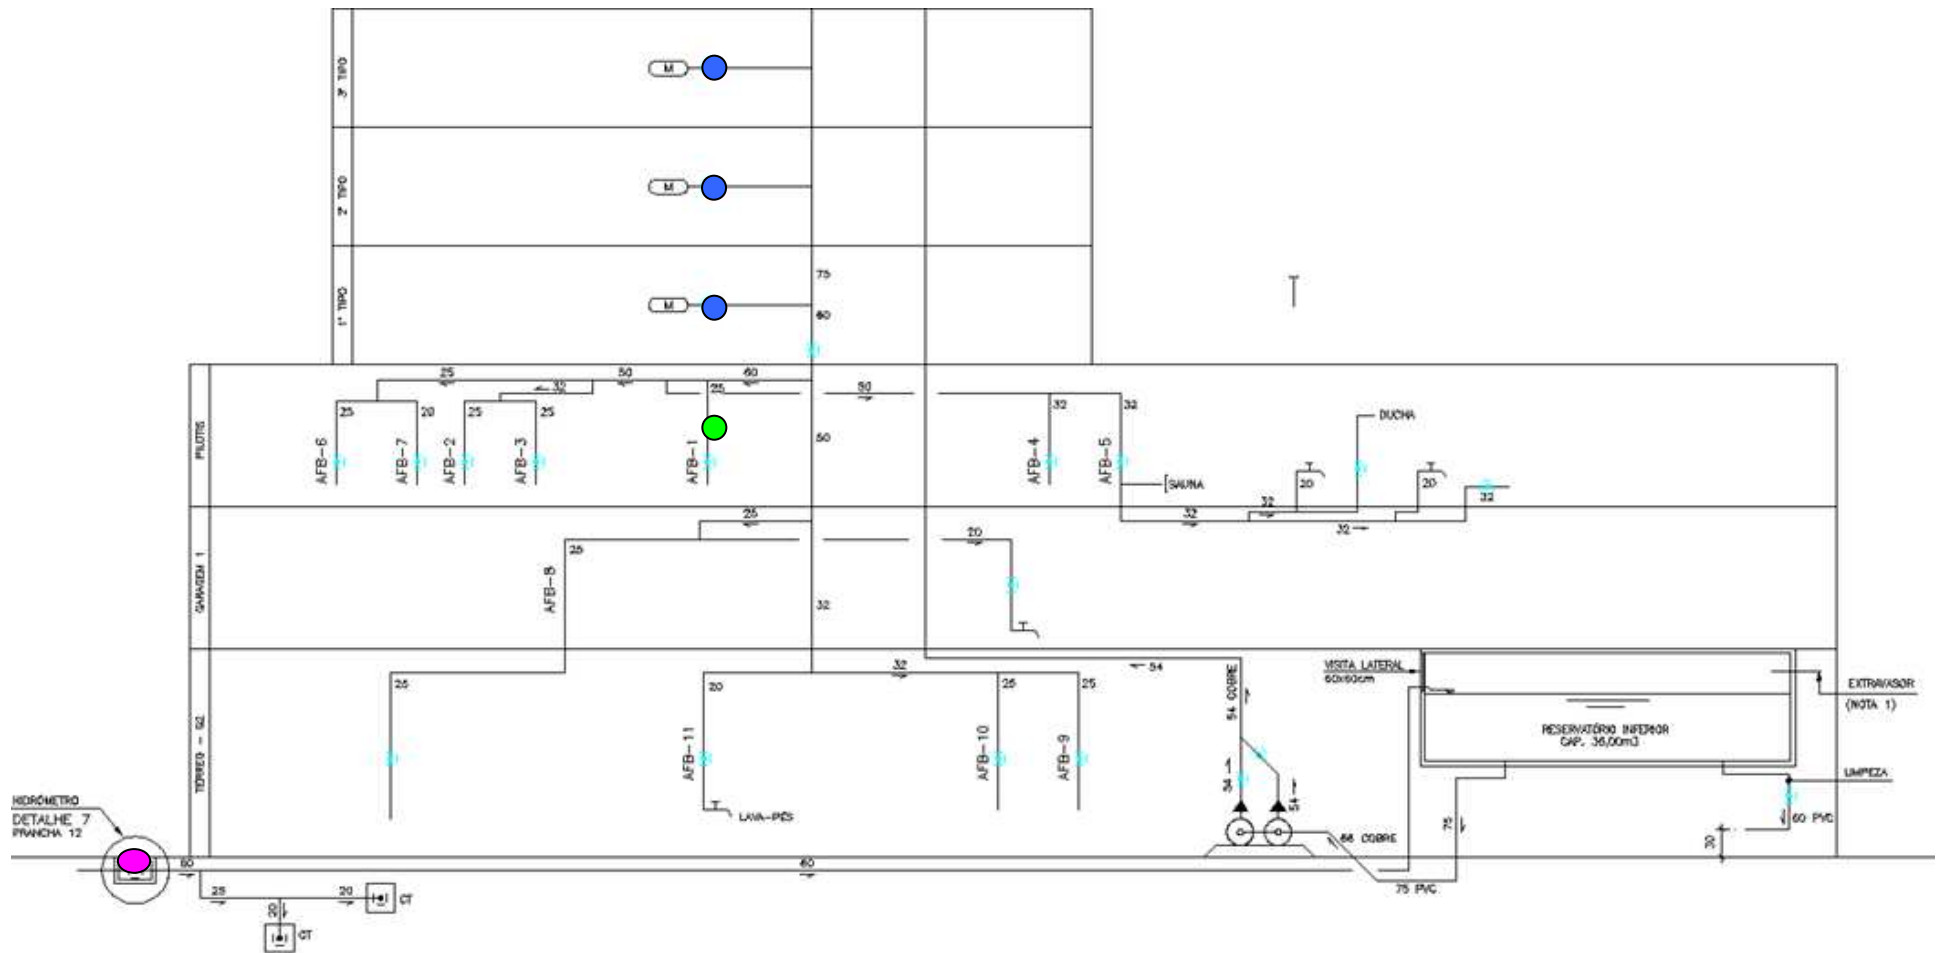 3° TIPO
M
2° TIPO
M
1° TIPO
M
75
60
PILOTIS
25
50
60
32
25
50
25
20
25
25
32
32
AFB-6
AFB-7
AFB-2
AFB-3
AFB-1
50
AFB-4
AFB-5
DUCHA
SAUNA
20
20
32
32
32
32
GARAGEM 1
25
20
25
AFB-8
32
TÉRREO - G2
32
54
25
20
25
25
54 COBRE
AFB-11
AFB-10
AFB-9
54
54
LAVA-PÉS
VISITA LATERAL
60x60cm
EXTRAVASOR
(NOTA 1)
RESERVATÓRIO INFERIOR
CAP. 36,00m3
LIMPEZA
60 PVC
30
75
66 COBRE
75 PVC
HIDRÔMETRO
DETALHE 7
PRANCHA 12
60
60
25
20
CT
20
CT